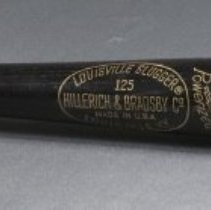 LOUISVILLE SLUGGER®
125
HILLERICH & BRADSBY Co
MADE IN U.S.A.